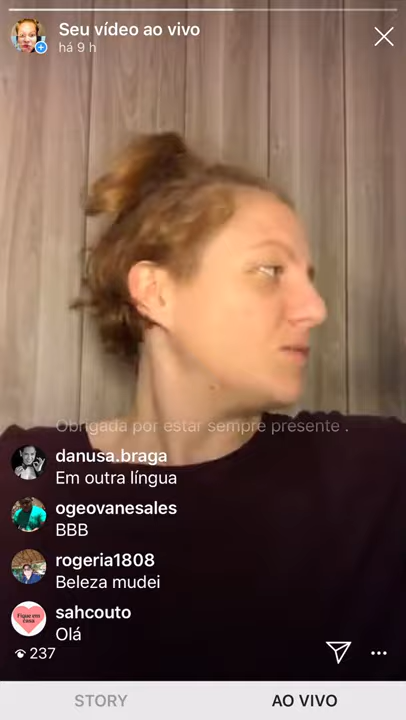 Seu vídeo ao vivo
há 9 h
Obrigada por estar sempre presente .
danusa.braga
Em outra língua
ogeovanesales
BBB
rogeria1808
Beleza mudei
Fique em
casa
sahcouto
Olá
237
STORY
AO VIVO